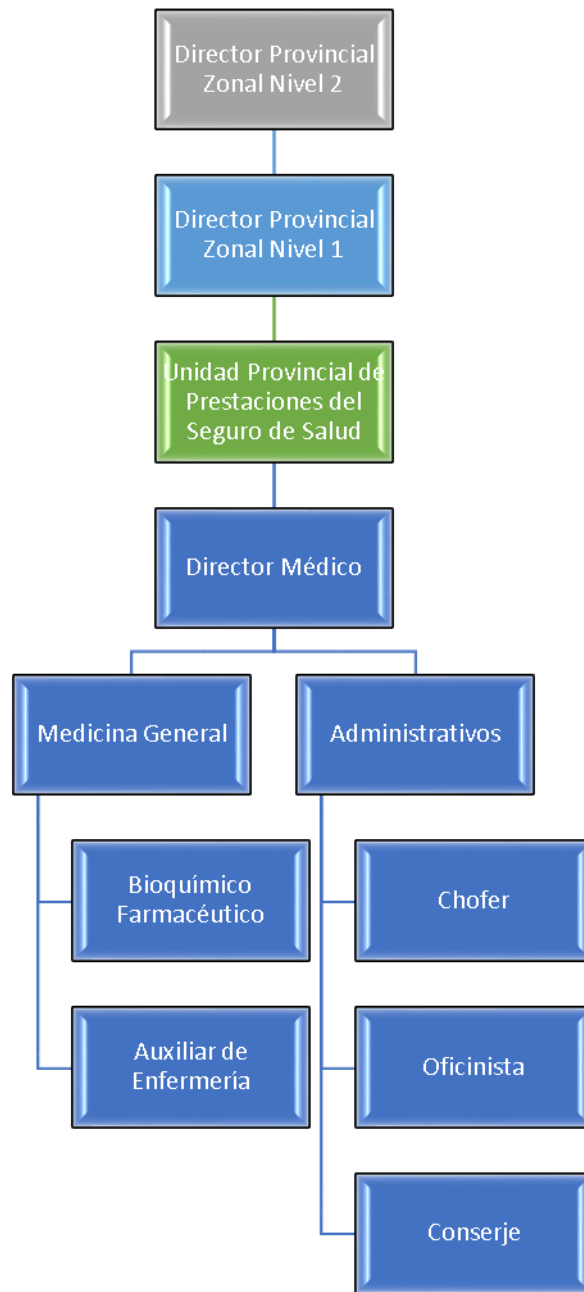 Director Provincial
Zonal Nivel 2
Director Provincial
Zonal Nivel 1
Unidad Provincial de
Prestaciones del
Seguro de Salud
Director Médico
Medicina General
Administrativos
Bioquímico
Farmacéutico
Chofer
Auxiliar de
Enfermería
Oficinista
Conserje